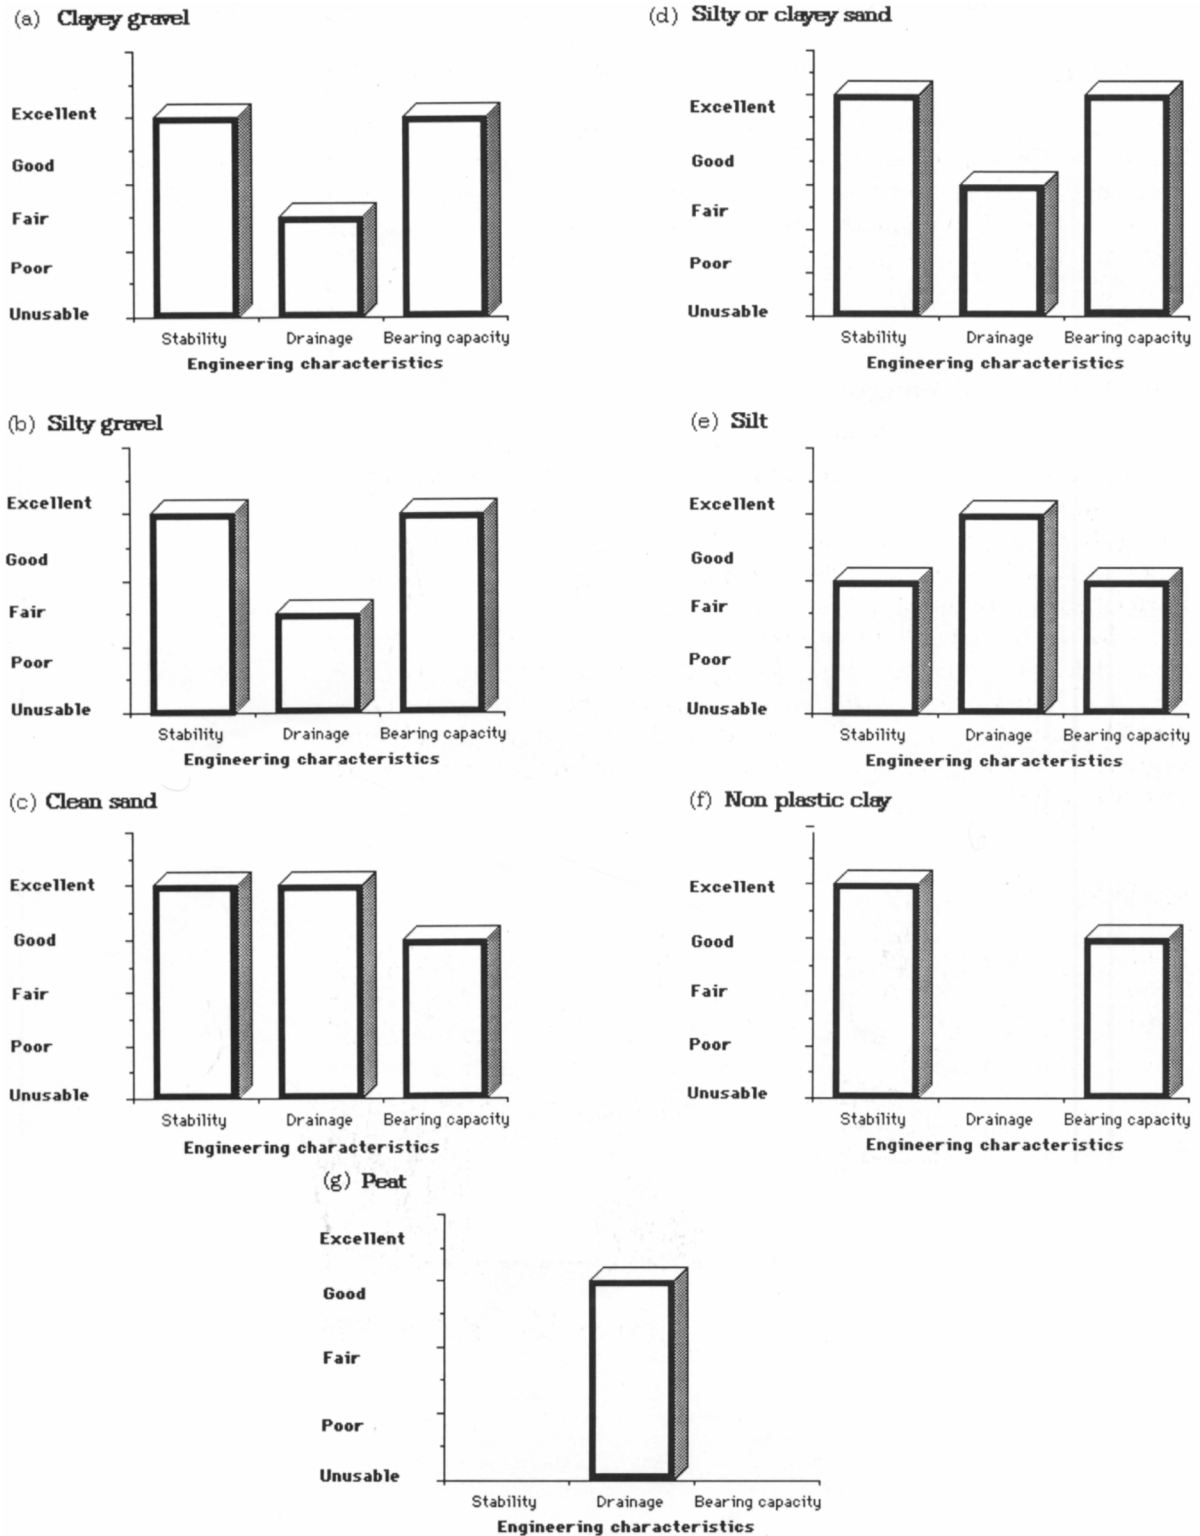 (a) Clayey gravel
Excellent
Good
Fair
Poor
Unusable
Stability Drainage Bearing capacity
Engineering characteristics
(b) Silty gravel
Excellent
Good
Fair
Poor
Unusable
Stability Drainage Bearing capacity
Engineering characteristics
(c) Clean sand
Excellent
Good
Fair
Poor
Unusable
Stability Drainage Bearing capacity
Engineering characteristics
(d) Silty or clayey sand
Excellent
Good
Fair
Poor
Unusable
Stability Drainage Bearing capacity
Engineering characteristics
(e) Silt
Excellent
Good
Fair
Poor
Unusable
Stability Drainage Bearing capacity
Engineering characteristics
(f) Non plastic clay
Excellent
Good
Fair
Poor
Unusable
Stability Drainage Bearing capacity
Engineering characteristics
(g) Peat
Excellent
Good
Fair
Poor
Unusable
Stability Drainage Bearing capacity
Engineering characteristics